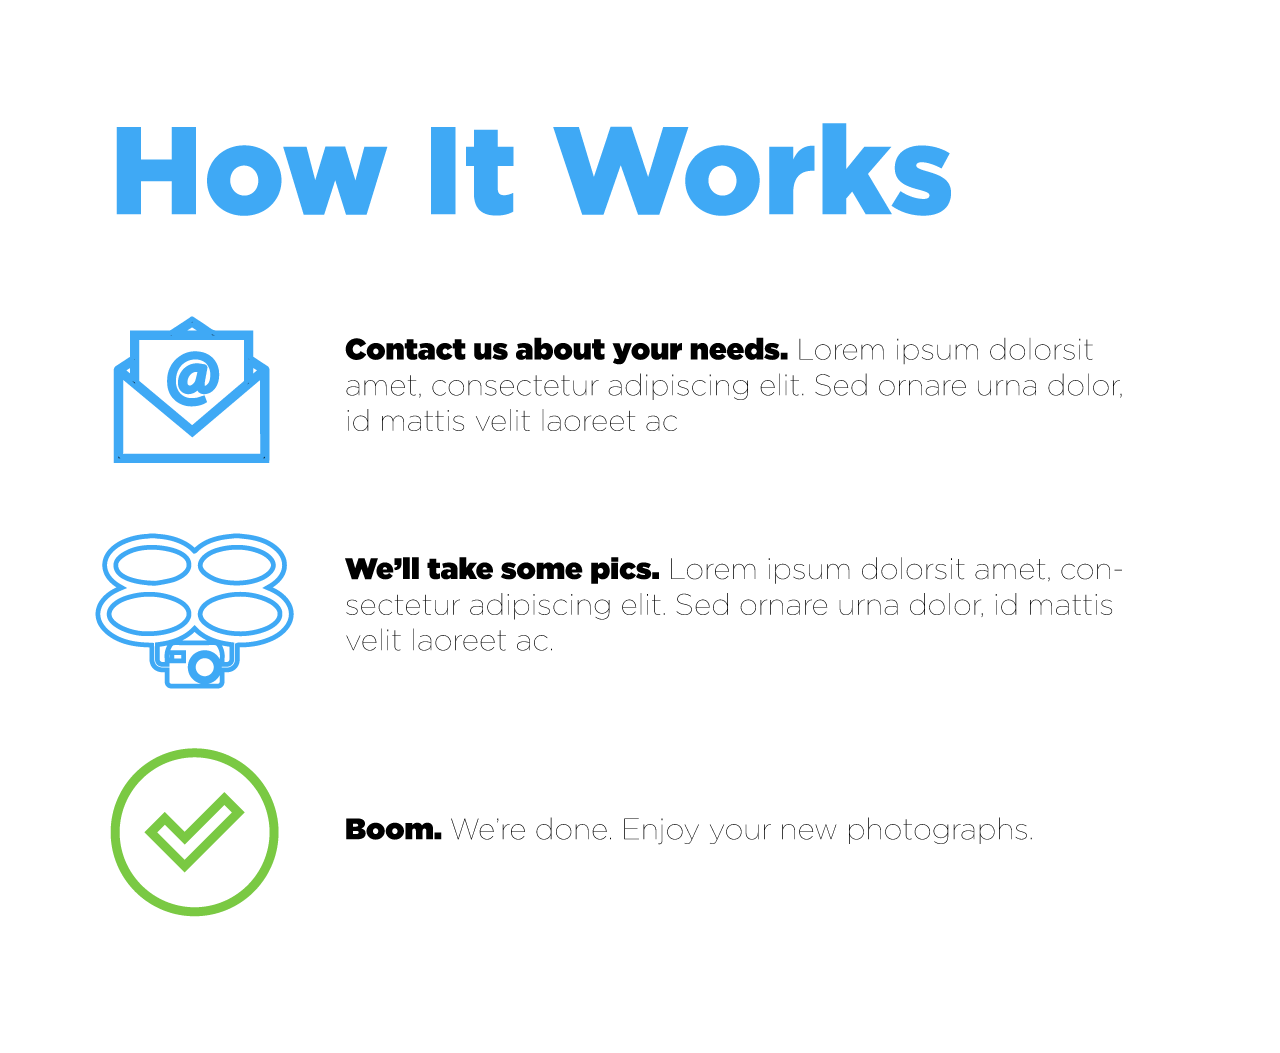 How It Works
@
Contact us about your needs. Lorem ipsum dolorsit
amet, consectetur adipiscing elit. Sed ornare urna dolor,
id mattis velit laoreet ac
We’ll take some pics. Lorem ipsum dolorsit amet, con-
sectetur adipiscing elit. Sed ornare urna dolor, id mattis
velit laoreet ac.
Boom. We’re done. Enjoy your new photographs.